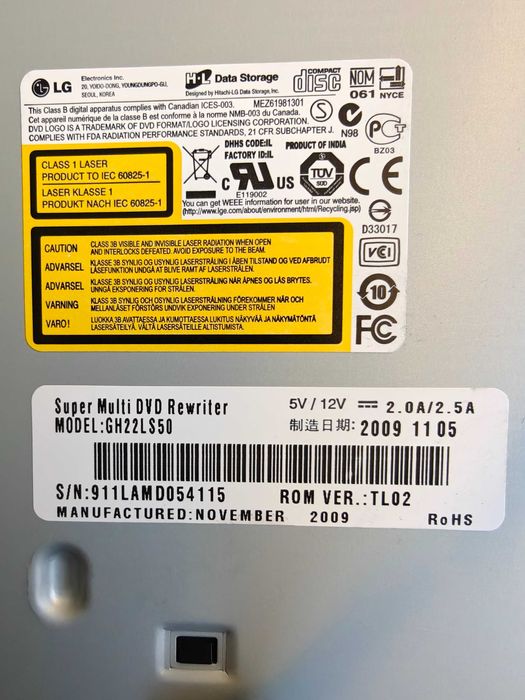 LG Electronics Inc.
20, YOIDO-DONG, YOUNGDUNGPO-GU,
SEOUL, KOREA
H·L Data Storage
Designed by Hitachi-LG Data Storage, Inc.
COMPACT disc
NOM
061 NYCE
This Class B digital apparatus complies with Canadian ICES-003. MEZ61981301
Cet appareil numérique de la classe B est conforme à la norme NMB-003 du Canada.
DVD LOGO IS A TRADEMARK OF DVD FORMAT/LOGO LICENSING CORPORATION.
COMPLIES WITH FDA RADIATION PERFORMANCE STANDARDS, 21 CFR SUBCHAPTER J.
S
N98
BZ03
CLASS 1 LASER
PRODUCT TO IEC 60825-1
LASER KLASSE 1
PRODUKT NACH IEC 60825-1
DHHS CODE:IL PRODUCT OF INDIA
FACTORY ID:IL
C US
E119002
TÜV
SÜD
CE
You can get WEEE information for user in our website.
(http://www.lge.com/about/environment/html/Recycling.jsp)
D33017
VCI
10
FC
CAUTION CLASS 3B VISIBLE AND INVISIBLE LASER RADIATION WHEN OPEN
AND INTERLOCKS DEFEATED. AVOID EXPOSURE TO THE BEAM.
ADVARSEL KLASSE 3B SYNLIG OG USYNLIG LASERSTRÅLING I ÅBEN TILSTAND OG VED AFBRUDT
LÅSEFUNKTION UNDGÅ AT BLIVE RAMT AF LASERSTRÅLEN.
ADVARSEL KLASSE 3B SYNLIG OG USYNLIG LASERSTRÅLING NÅR ÅPNES OG LÅS BRYTES.
UNNGÅ EKSPONERING FOR STRÅLEN.
VARNING KLASS 3B SYNLIG OCH OSYNLIG LASERSTRÅLNING FÖREKOMMER NÄR OCH
MELLANSLAGET FÖRSTÖRS UNDVIK EXPONERING UNDER STRÅLEN.
VARO! LUOKKA 3B AVATTAESSA JA KUMOTTAESSA LUKITUS NÄKYVÄÄ JA NÄKYMÄTÖNTÄ
LASERSÄTEILYÄ. VÄLTÄ LASERSÄTEILLE ALTISTUMISTA.
Super Multi DVD Rewriter 5V / 12V 2.0A/2.5A
MODEL:GH22LS50 制造日期: 2009 11 05
S/N:911LAMD054115 ROM VER.:TL02
MANUFACTURED:NOVEMBER 2009 RoHS